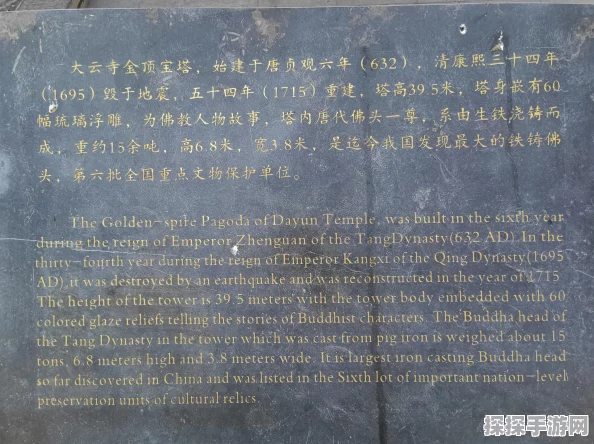 大云寺金顶宝塔，始建于唐贞观六年（632），清康熙三十四年
（1695）毁于地震，五十四年（1715）重建，塔高39.5米，塔身嵌有60
幅琉璃浮雕，为佛教人物故事，塔内唐代佛头一尊，系由生铁浇铸而
成，重约15余吨，高6.8米，宽3.8米，是迄今我国发现最大的铁铸佛
头，第六批全国重点文物保护单位。
The Golden-spire Pagoda of Dayun Temple, was built in the sixth year
during the reign of Emperor Zhenguan of the TangDynasty(632 AD). In the
thirty-fourth year during the reign of Emperor Kangxi of the Qing Dynasty(1695
AD),it was destroyed by an earthquake and was reconstructed in the year of 1715.
The height of the tower is 39.5 meters with the tower body embedded with 60
colored glaze reliefs telling the stories of Buddhist characters. The Buddha head of
the Tang Dynasty in the tower which was cast from pig iron is weighed about 15
tons, 6.8 meters high and 3.8 meters wide. It is largest iron casting Buddha head
so far discovered in China and was listed in the Sixth lot of important nation-level
preservation units of cultural relics.
探探手游网